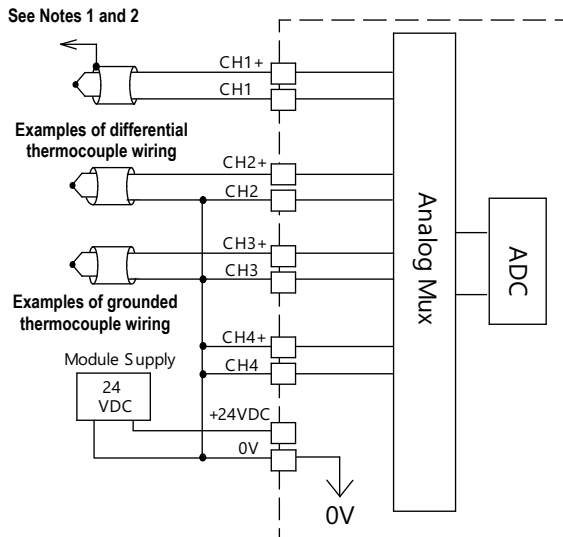 See Notes 1 and 2
CH1+
CH1
Examples of differential
thermocouple wiring
CH2+
CH2
CH3+
CH3
Examples of grounded
thermocouple wiring
CH4+
CH4
Module Supply
24
VDC
+24VDC
0V
0V
Analog Mux
ADC